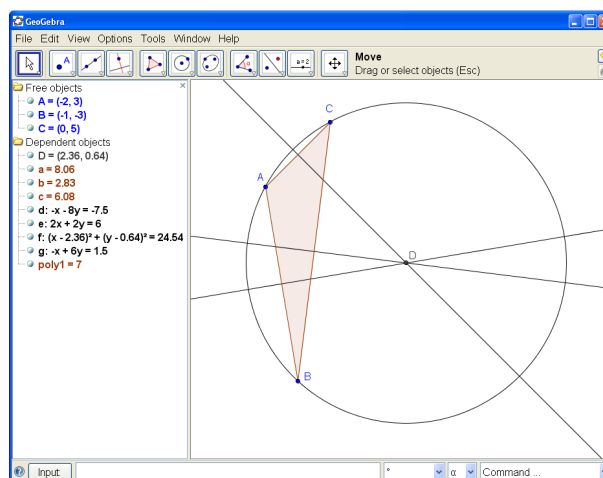 GeoGebra
File Edit View Options Tools Window Help
A
a = 2
Move
Drag or select objects (Esc)
Free objects
A = (-2, 3)
B = (-1, -3)
C = (0, 5)
Dependent objects
D = (2.36, 0.64)
a = 8.06
b = 2.83
c = 6.08
d: -x - 8y = -7.5
e: 2x + 2y = 6
f: (x - 2.36)² + (y - 0.64)² = 24.54
g: -x + 6y = 1.5
poly1 = 7
C
A
D
B
Input:
°
α
Command ...